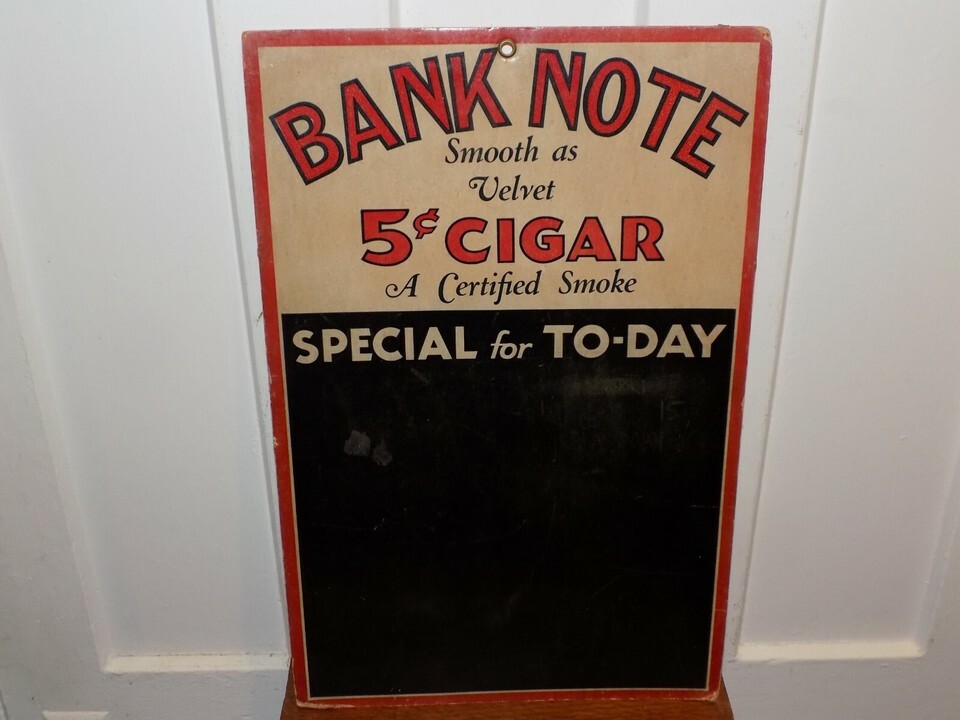 BANK NOTE
Smooth as
Velvet
5¢ CIGAR
A Certified Smoke
SPECIAL for TO-DAY